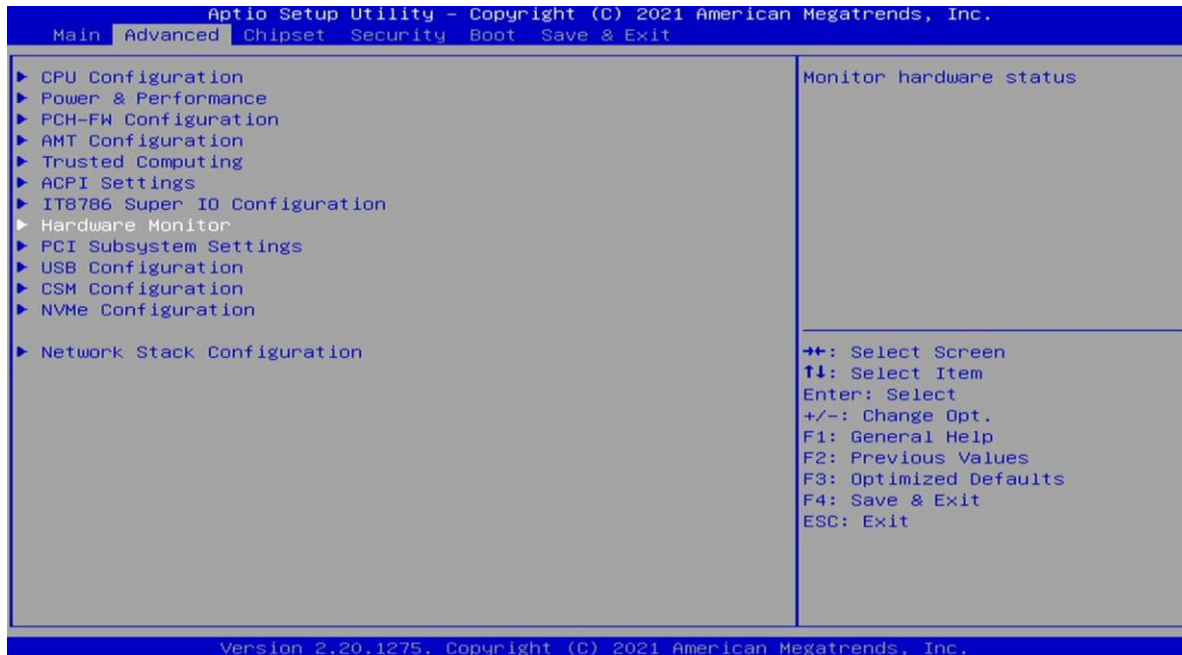 Aptio Setup Utility – Copyright (C) 2021 American Megatrends, Inc.
Main Advanced Chipset Security Boot Save & Exit
▶ CPU Configuration
▶ Power & Performance
▶ PCH-FW Configuration
▶ AMT Configuration
▶ Trusted Computing
▶ ACPI Settings
▶ IT8786 Super IO Configuration
▶ Hardware Monitor
▶ PCI Subsystem Settings
▶ USB Configuration
▶ CSM Configuration
▶ NVMe Configuration
▶ Network Stack Configuration
Monitor hardware status
→←: Select Screen
↑↓: Select Item
Enter: Select
+/-: Change Opt.
F1: General Help
F2: Previous Values
F3: Optimized Defaults
F4: Save & Exit
ESC: Exit
Version 2.20.1275. Copyright (C) 2021 American Megatrends, Inc.